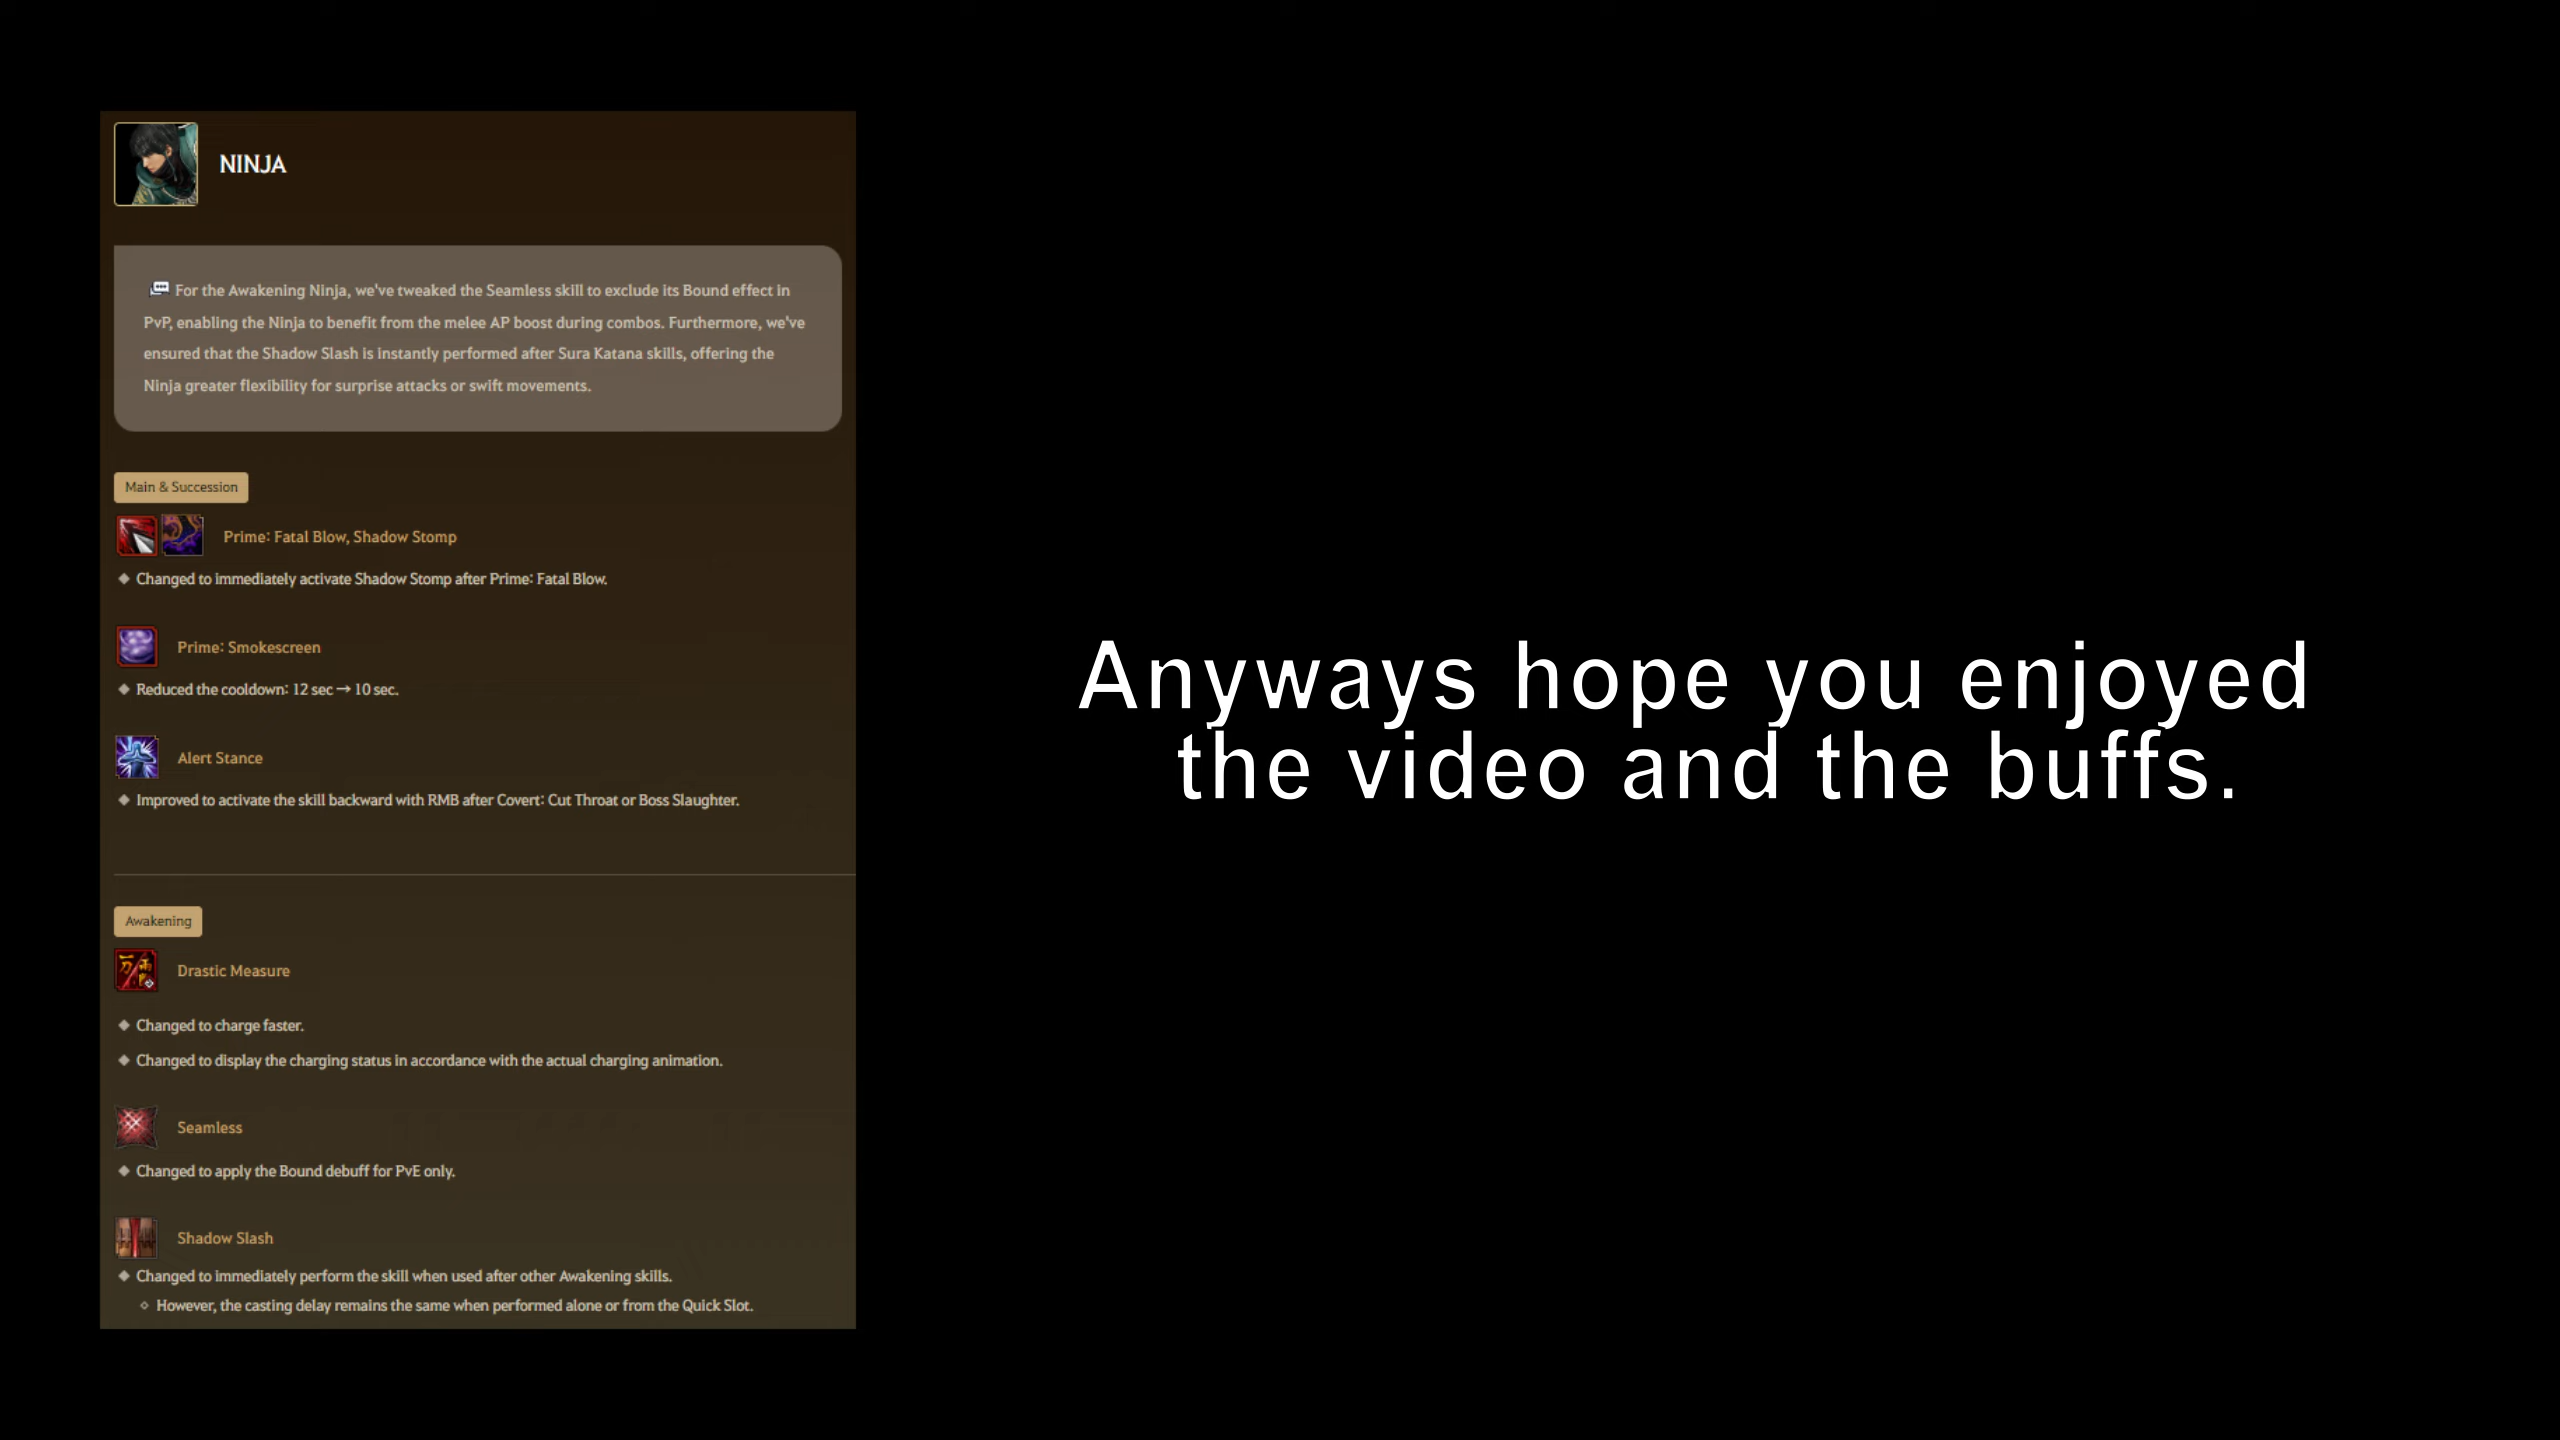 NINJA
For the Awakening Ninja, we've tweaked the Seamless skill to exclude its Bound effect in
PvP, enabling the Ninja to benefit from the melee AP boost during combos. Furthermore, we've
ensured that the Shadow Slash is instantly performed after Sura Katana skills, offering the
Ninja greater flexibility for surprise attacks or swift movements.
Main & Succession
Prime: Fatal Blow, Shadow Stomp
◆ Changed to immediately activate Shadow Stomp after Prime: Fatal Blow.
Prime: Smokescreen
◆ Reduced the cooldown: 12 sec → 10 sec.
Alert Stance
◆ Improved to activate the skill backward with RMB after Covert: Cut Throat or Boss Slaughter.
Awakening
Drastic Measure
◆ Changed to charge faster.
◆ Changed to display the charging status in accordance with the actual charging animation.
Seamless
◆ Changed to apply the Bound debuff for PvE only.
Shadow Slash
◆ Changed to immediately perform the skill when used after other Awakening skills.
◇ However, the casting delay remains the same when performed alone or from the Quick Slot.
Anyways hope you enjoyed
the video and the buffs.